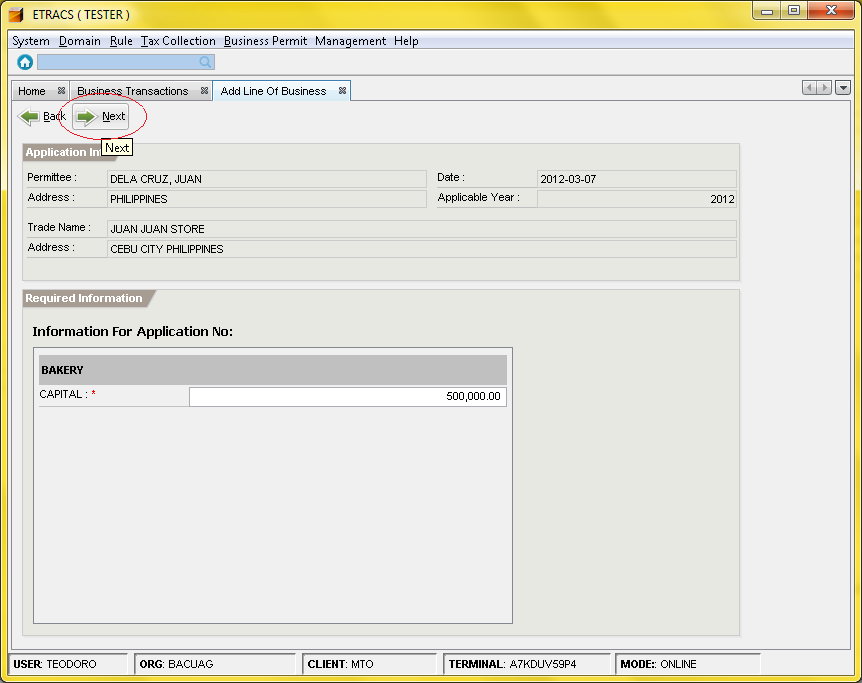 ETRACS ( TESTER )
System Domain Rule Tax Collection Business Permit Management Help
Home Business Transactions Add Line Of Business
Back Next
Next
Application In
Permittee : DELA CRUZ, JUAN Date : 2012-03-07
Address : PHILIPPINES Applicable Year : 2012
Trade Name : JUAN JUAN STORE
Address : CEBU CITY PHILIPPINES
Required Information
Information For Application No:
BAKERY
CAPITAL : * 500,000.00
USER: TEODORO ORG: BACUAG CLIENT: MTO TERMINAL: A7KDUV59P4 MODE:: ONLINE